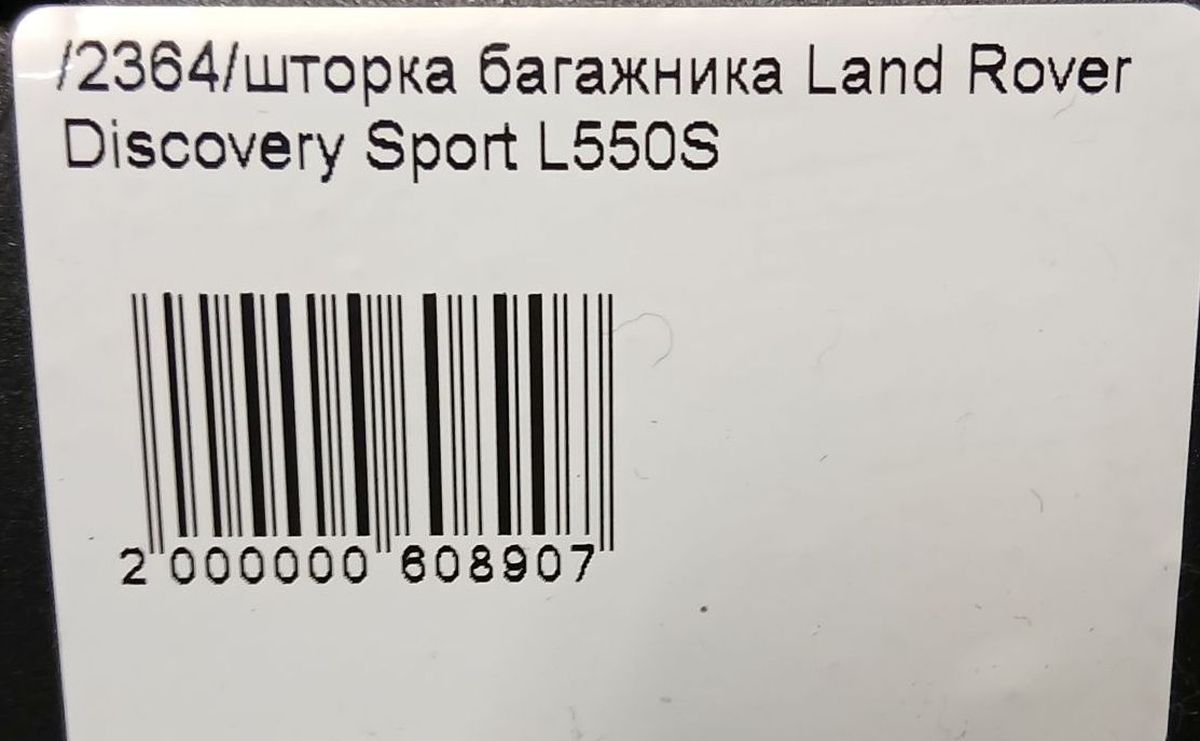 /2364/шторка багажника Land Rover
Discovery Sport L550S
2 000000 608907